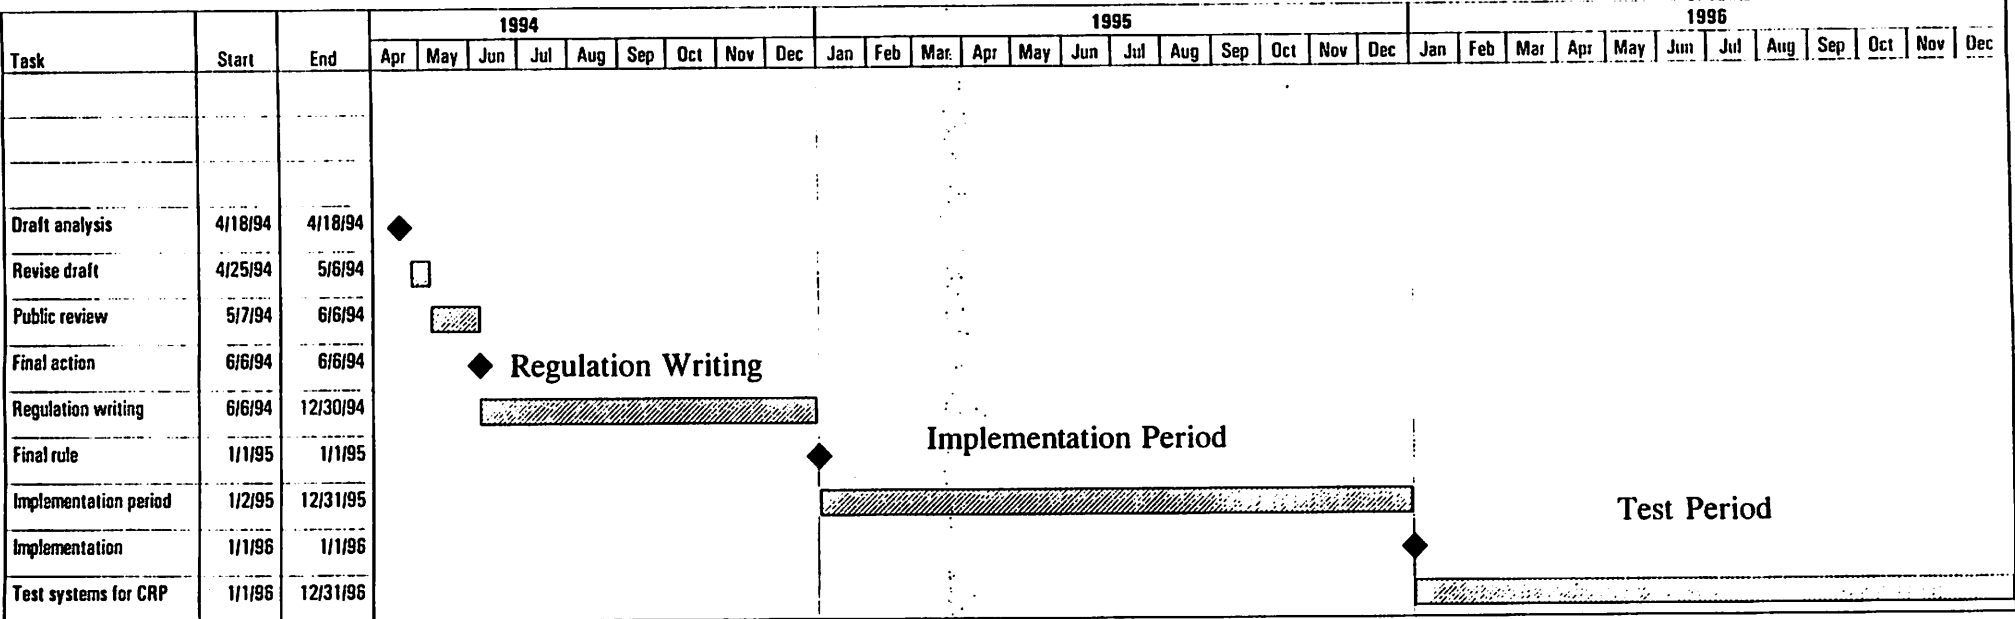 1994 1995 1996
Task Start End Apr May Jun Jul Aug Sep Oct Nov Dec Jan Feb Mar Apr May Jun Jul Aug Sep Oct Nov Dec Jan Feb Mar Apr May Jun Jul Aug Sep Oct Nov Dec
Draft analysis 4/18/94 4/18/94
Revise draft 4/25/94 5/6/94
Public review 5/7/94 6/6/94
Final action 6/6/94 6/6/94 Regulation Writing
Regulation writing 6/6/94 12/30/94
Implementation Period
Final rule 1/1/95 1/1/95
Implementation period 1/2/95 12/31/95
Test Period
Implementation 1/1/96 1/1/96
Test systems for CRP 1/1/96 12/31/96